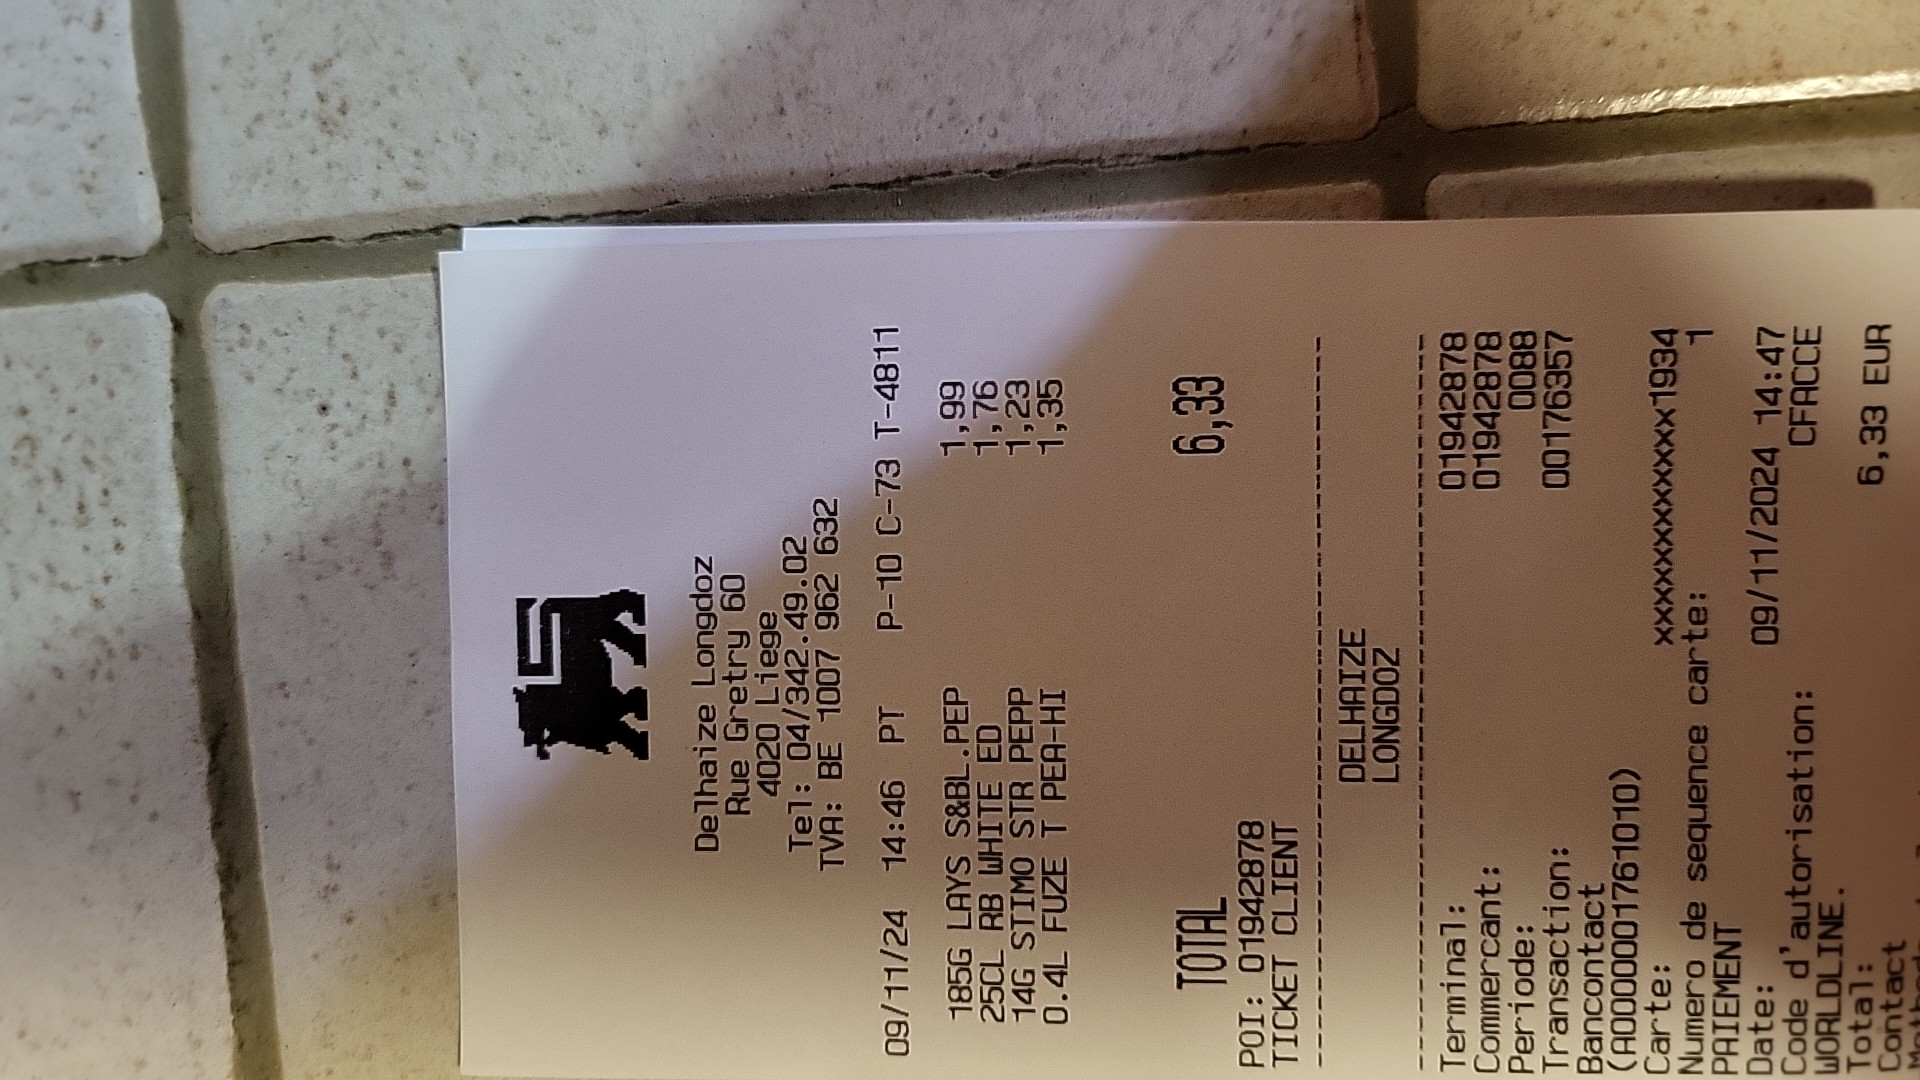 Delhaize Longdoz
Rue Gretry 60
4020 Liege
Tel: 04/342.49.02
TVA: BE 1007 962 632
09/11/24 14:46 PT P-10 C-73 T-4811
185G LAYS S&BL.PEP 1,99
25CL RB WHITE ED 1,76
14G STIMO STR PEPP 1,23
0.4L FUZE T PEA-HI 1,35
TOTAL 6,33
POI: 01942878
TICKET CLIENT
--------------------------------
DELHAIZE
LONGDOZ
--------------------------------
Terminal: 01942878
Commercant: 01942878
Periode: 0088
Transaction: 00176357
Bancontact
(A0000001761010)
Carte: xxxxxxxxxxxxx1934
Numero de sequence carte: 1
PAIEMENT
Date: 09/11/2024 14:47
Code d'autorisation: CFACCE
WORLDLINE.
Total: 6,33 EUR
Contact